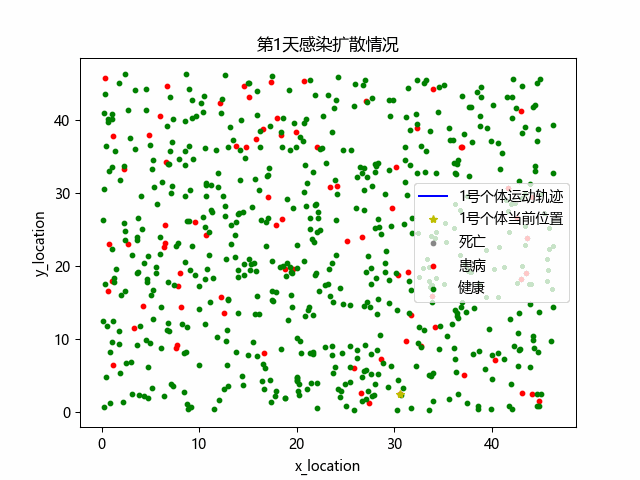 第1天感染扩散情况
y_location
40
30
20
10
0
1号个体运动轨迹
1号个体当前位置
死亡
患病
健康
0 10 20 30 40
x_location